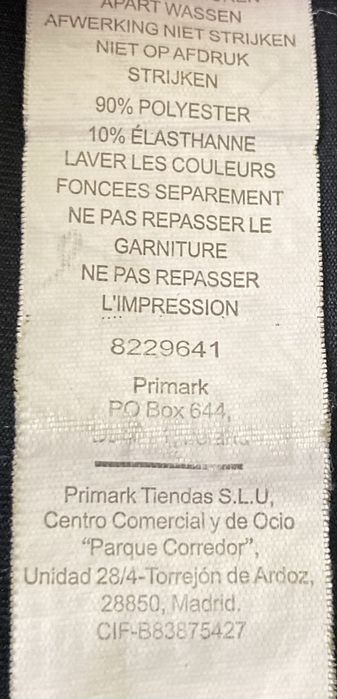 APART WASSEN
AFWERKING NIET STRIJKEN
NIET OP AFDRUK
STRIJKEN
90% POLYESTER
10% ÉLASTHANNE
LAVER LES COULEURS
FONCEES SEPAREMENT
NE PAS REPASSER LE
GARNITURE
NE PAS REPASSER
L'IMPRESSION
8229641
Primark
PO Box 644,
Primark Tiendas S.L.U,
Centro Comercial y de Ocio
“Parque Corredor”,
Unidad 28/4-Torrejón de Ardoz,
28850, Madrid.
CIF-B83875427